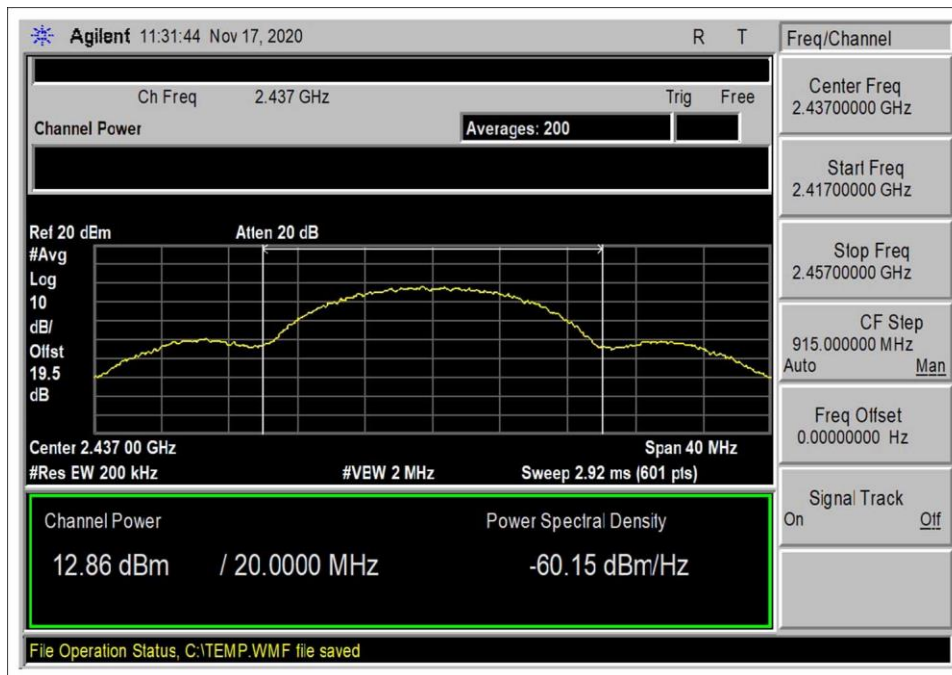 Agilent 11:31:44 Nov 17, 2020 R T
Freq/Channel
Ch Freq 2.437 GHz Trig Free
Channel Power Averages: 200
Ref 20 dBm Atten 20 dB
#Avg
Log
10
dB/
Offst
19.5
dB
Center 2.437 00 GHz Span 40 MHz
#Res EW 200 kHz #VEW 2 MHz Sweep 2.92 ms (601 pts)
Channel Power Power Spectral Density
12.86 dBm / 20.0000 MHz -60.15 dBm/Hz
File Operation Status, C:\TEMP.WMF file saved
Center Freq
2.43700000 GHz
Start Freq
2.41700000 GHz
Stop Freq
2.45700000 GHz
CF Step
915.000000 MHz
Auto Man
Freq Offset
0.00000000 Hz
Signal Track
On Off